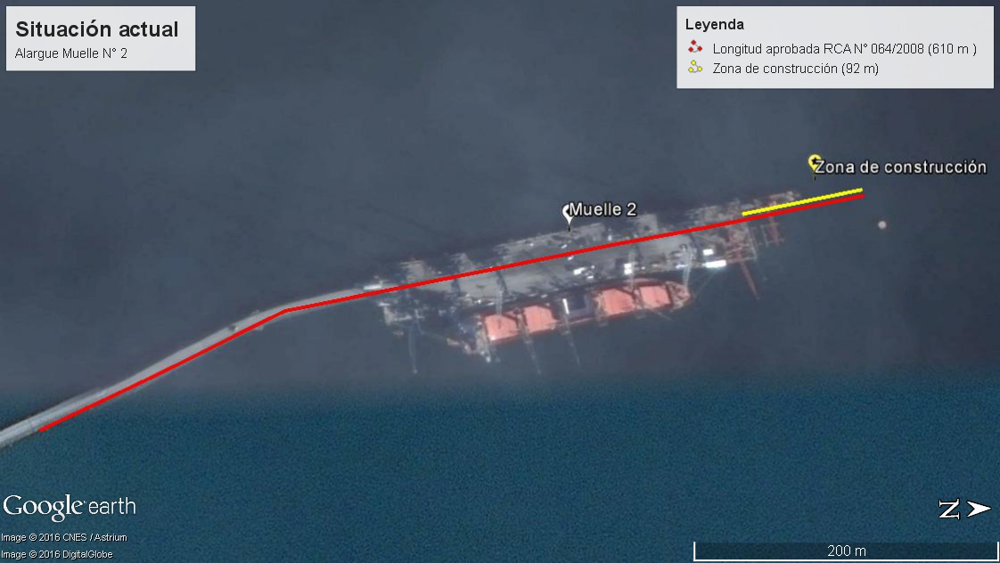 Situación actual
Alargue Muelle N° 2
Leyenda
Longitud aprobada RCA N° 064/2008 (610 m )
Zona de construcción (92 m)
Zona de construcción
Muelle 2
Google earth
Image © 2016 CNES / Astrium
Image © 2016 DigitalGlobe
N
200 m